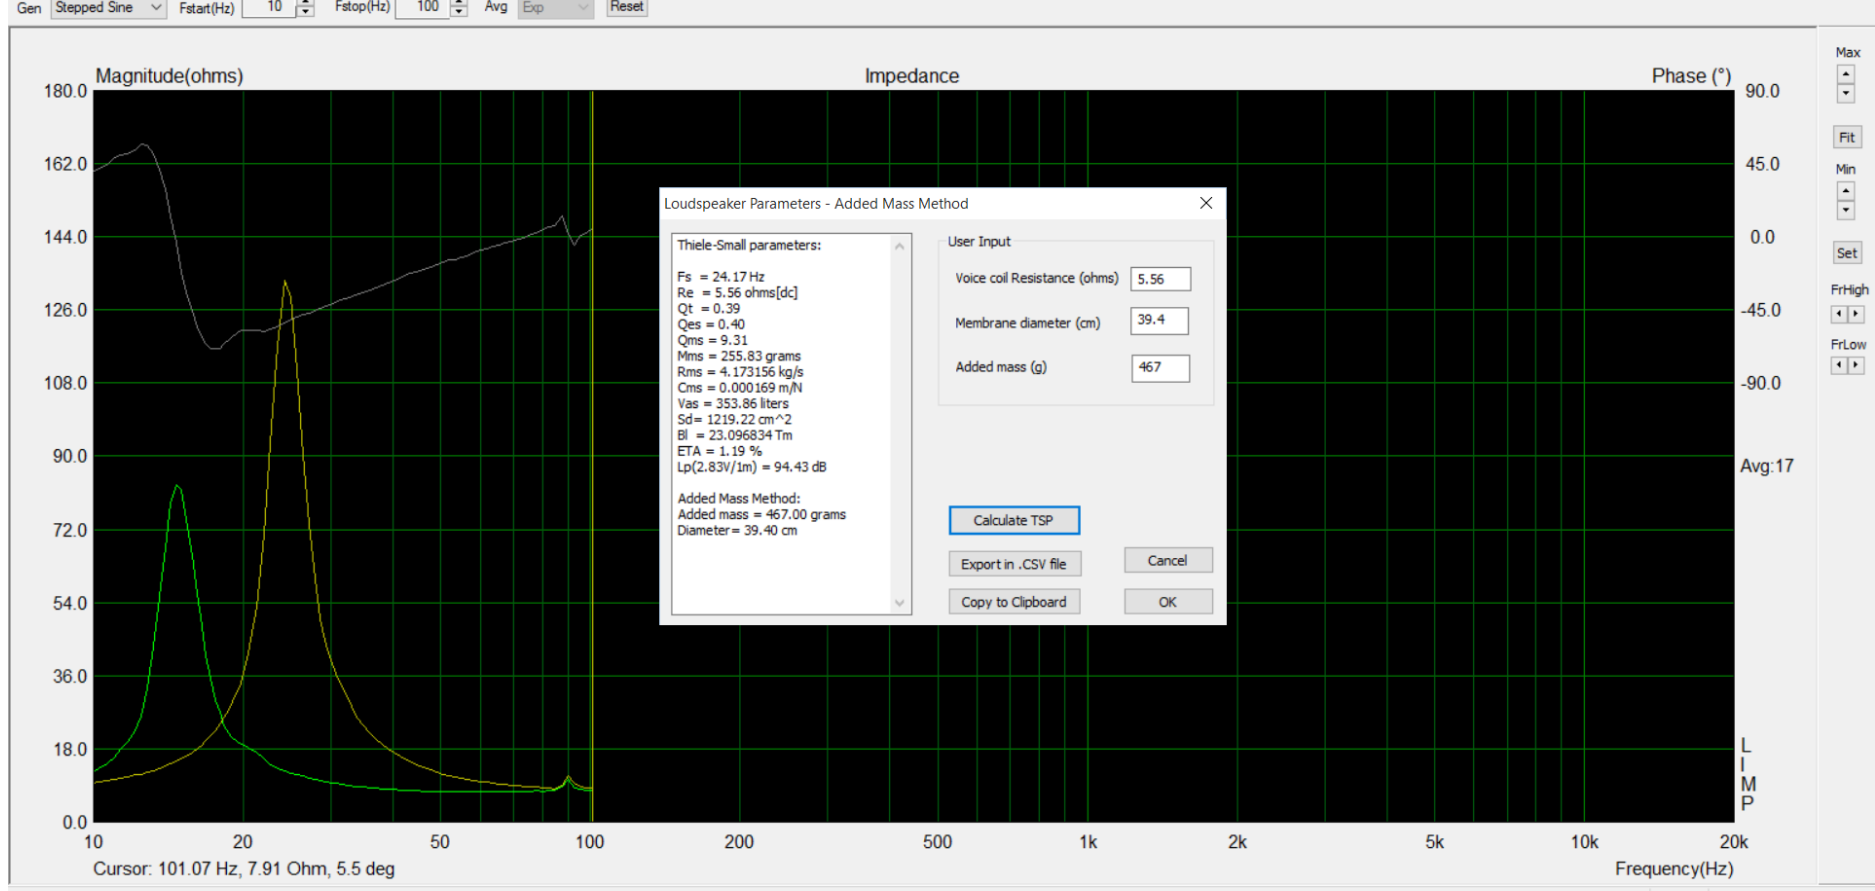 Gen Stepped Sine Fstart(Hz) 10 Fstop(Hz) 100 Avg Exp Reset
Magnitude(ohms) Impedance Phase (°)
180.0
162.0
144.0
126.0
108.0
90.0
72.0
54.0
36.0
18.0
0.0
10 20 50 100 200 500 1k 2k 5k 10k 20k
Cursor: 101.07 Hz, 7.91 Ohm, 5.5 deg
Frequency(Hz)
90.0
45.0
0.0
-45.0
-90.0
Avg:17
L
I
M
P
Max
Fit
Min
Set
FrHigh
FrLow
Loudspeaker Parameters - Added Mass Method
Thiele-Small parameters:
Fs = 24.17 Hz
Re = 5.56 ohms[dc]
Qt = 0.39
Qes = 0.40
Qms = 9.31
Mms = 255.83 grams
Rms = 4.173156 kg/s
Cms = 0.000169 m/N
Vas = 353.86 liters
Sd= 1219.22 cm^2
Bl = 23.096834 Tm
ETA = 1.19 %
Lp(2.83V/1m) = 94.43 dB
Added Mass Method:
Added mass = 467.00 grams
Diameter= 39.40 cm
User Input
Voice coil Resistance (ohms) 5.56
Membrane diameter (cm) 39.4
Added mass (g) 467
Calculate TSP
Export in .CSV file
Cancel
Copy to Clipboard
OK